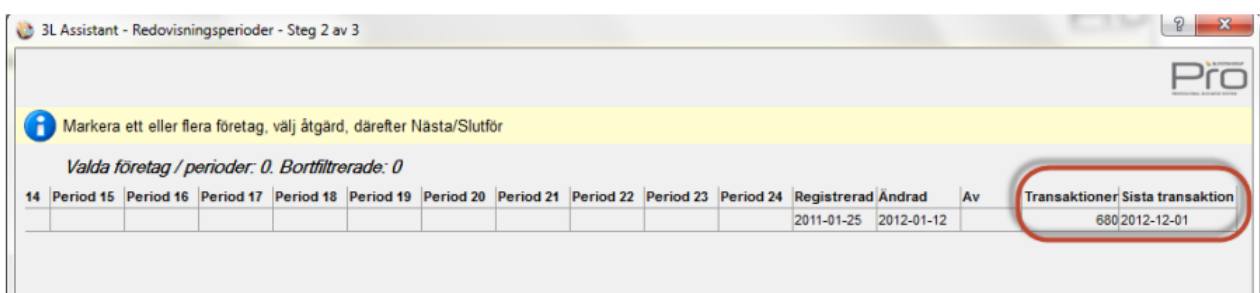 3L Assistant - Redovisningsperioder - Steg 2 av 3
Pro
Markera ett eller flera företag, välj åtgärd, därefter Nästa/Slutför
Valda företag / perioder: 0. Bortfiltrerade: 0
14 Period 15 Period 16 Period 17 Period 18 Period 19 Period 20 Period 21 Period 22 Period 23 Period 24 Registrerad Ändrad Av Transaktioner Sista transaktion
2011-01-25 2012-01-12 680 2012-12-01